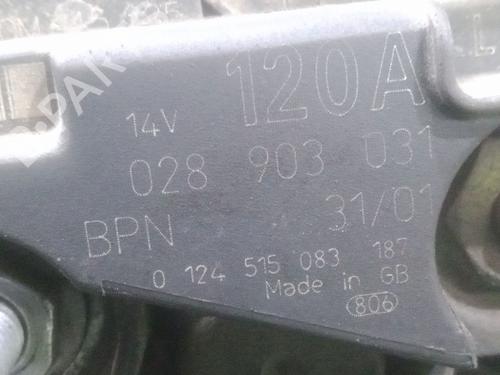 120A
14V
028 903 031
BPN 31/01
0 124 515 083 187
Made in GB
806
B.PAR